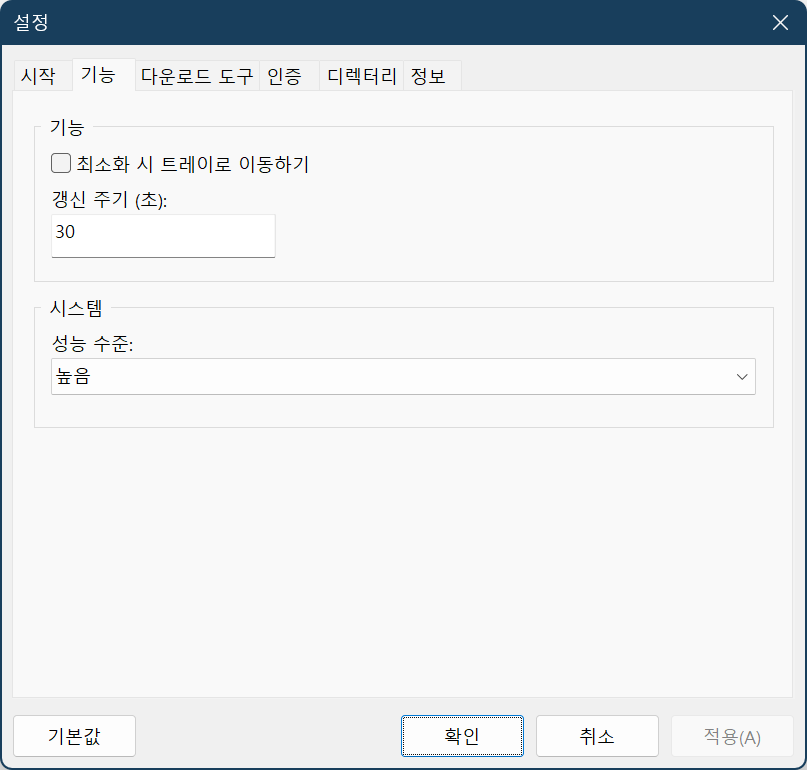 설정
시작 기능 다운로드 도구 인증 디렉터리 정보
기능
최소화 시 트레이로 이동하기
갱신 주기 (초):
30
시스템
성능 수준:
높음
기본값 확인 취소 적용(A)